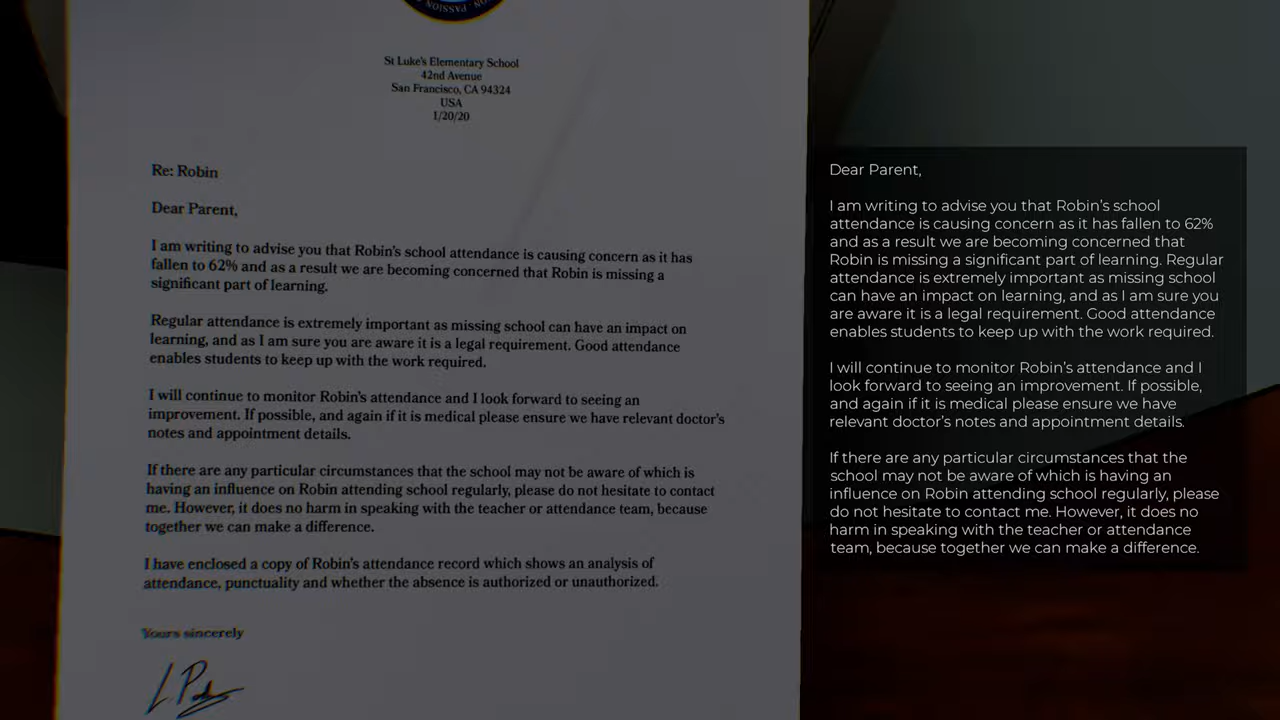 PASSION
St Luke's Elementary School
42nd Avenue
San Francisco, CA 94324
USA
1/20/20
Re: Robin
Dear Parent,
I am writing to advise you that Robin's school attendance is causing concern as it has
fallen to 62% and as a result we are becoming concerned that Robin is missing a
significant part of learning.
Regular attendance is extremely important as missing school can have an impact on
learning, and as I am sure you are aware it is a legal requirement. Good attendance
enables students to keep up with the work required.
I will continue to monitor Robin's attendance and I look forward to seeing an
improvement. If possible, and again if it is medical please ensure we have relevant doctor's
notes and appointment details.
If there are any particular circumstances that the school may not be aware of which is
having an influence on Robin attending school regularly, please do not hesitate to contact
me. However, it does no harm in speaking with the teacher or attendance team, because
together we can make a difference.
I have enclosed a copy of Robin's attendance record which shows an analysis of
attendance, punctuality and whether the absence is authorized or unauthorized.
Yours sincerely
Dear Parent,
I am writing to advise you that Robin's school
attendance is causing concern as it has fallen to 62%
and as a result we are becoming concerned that
Robin is missing a significant part of learning. Regular
attendance is extremely important as missing school
can have an impact on learning, and as I am sure you
are aware it is a legal requirement. Good attendance
enables students to keep up with the work required.
I will continue to monitor Robin's attendance and I
look forward to seeing an improvement. If possible,
and again if it is medical please ensure we have
relevant doctor's notes and appointment details.
If there are any particular circumstances that the
school may not be aware of which is having an
influence on Robin attending school regularly, please
do not hesitate to contact me. However, it does no
harm in speaking with the teacher or attendance
team, because together we can make a difference.